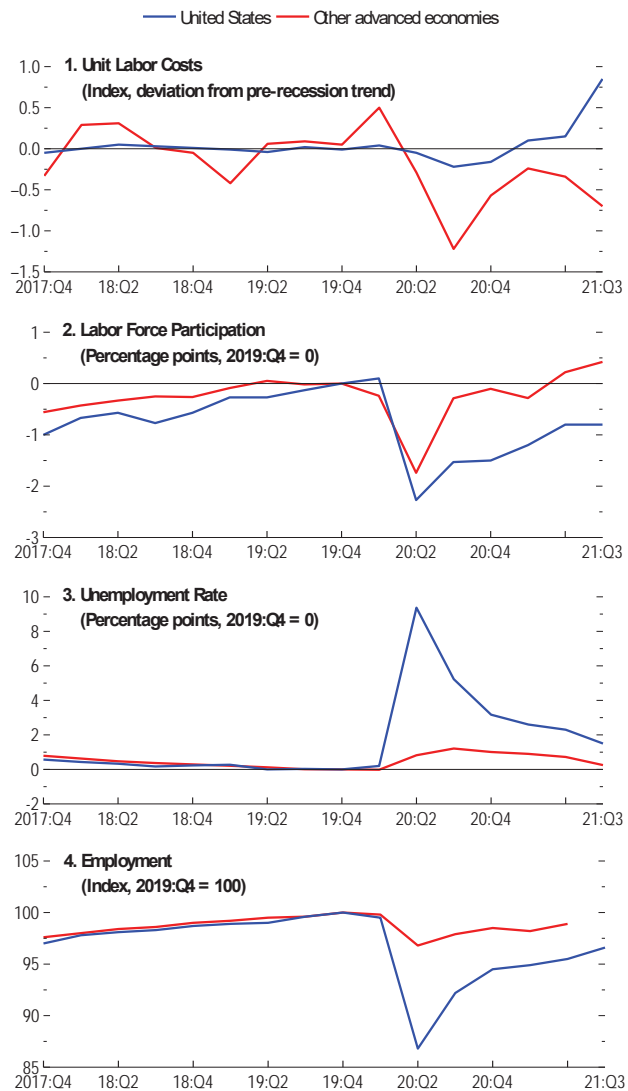 United States Other advanced economies
1. Unit Labor Costs
(Index, deviation from pre-recession trend)
1.0
0.5
0.0
–0.5
–1.0
–1.5
2017:Q4 18:Q2 18:Q4 19:Q2 19:Q4 20:Q2 20:Q4 21:Q3
2. Labor Force Participation
(Percentage points, 2019:Q4 = 0)
1
0
-1
-2
-3
2017:Q4 18:Q2 18:Q4 19:Q2 19:Q4 20:Q2 20:Q4 21:Q3
3. Unemployment Rate
(Percentage points, 2019:Q4 = 0)
10
8
6
4
2
0
-2
2017:Q4 18:Q2 18:Q4 19:Q2 19:Q4 20:Q2 20:Q4 21:Q3
4. Employment
(Index, 2019:Q4 = 100)
105
100
95
90
85
2017:Q4 18:Q2 18:Q4 19:Q2 19:Q4 20:Q2 20:Q4 21:Q3